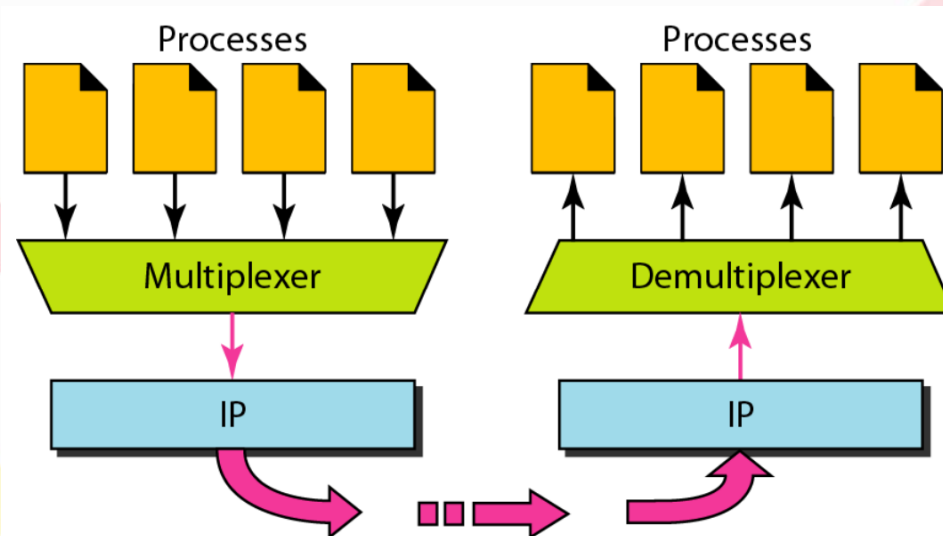 Processes
Processes
Multiplexer
Demultiplexer
IP
IP